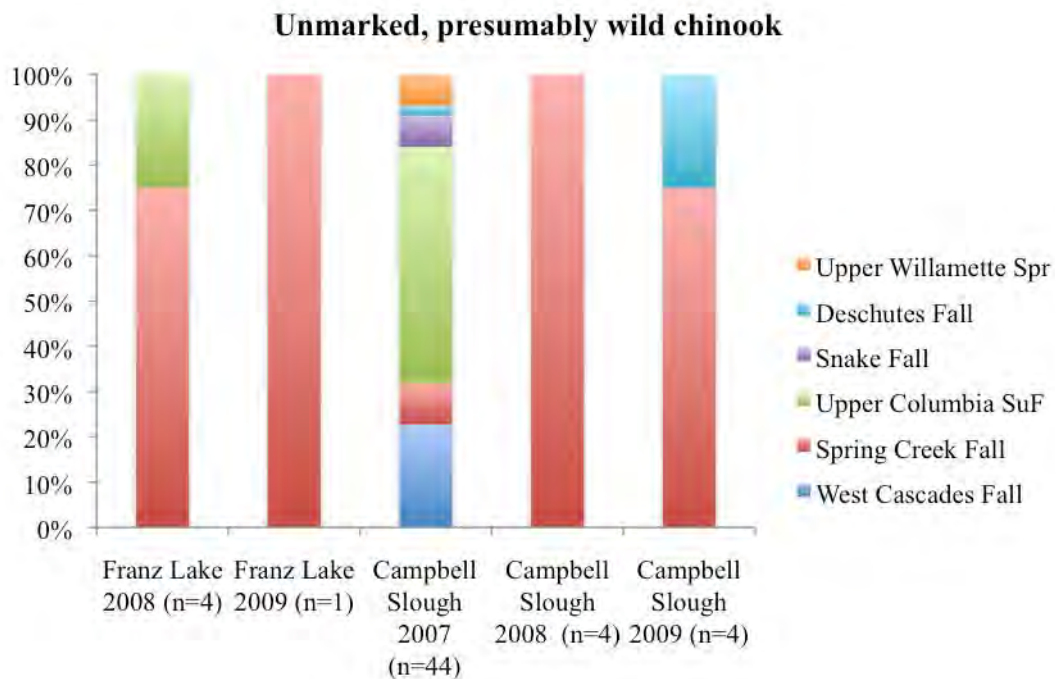 Unmarked, presumably wild chinook
100%
90%
80%
70%
60%
50%
40%
30%
20%
10%
0%
Franz Lake 2008 (n=4)
Franz Lake 2009 (n=1)
Campbell Slough 2007 (n=44)
Campbell Slough 2008 (n=4)
Campbell Slough 2009 (n=4)
Upper Willamette Spr
Deschutes Fall
Snake Fall
Upper Columbia SuF
Spring Creek Fall
West Cascades Fall